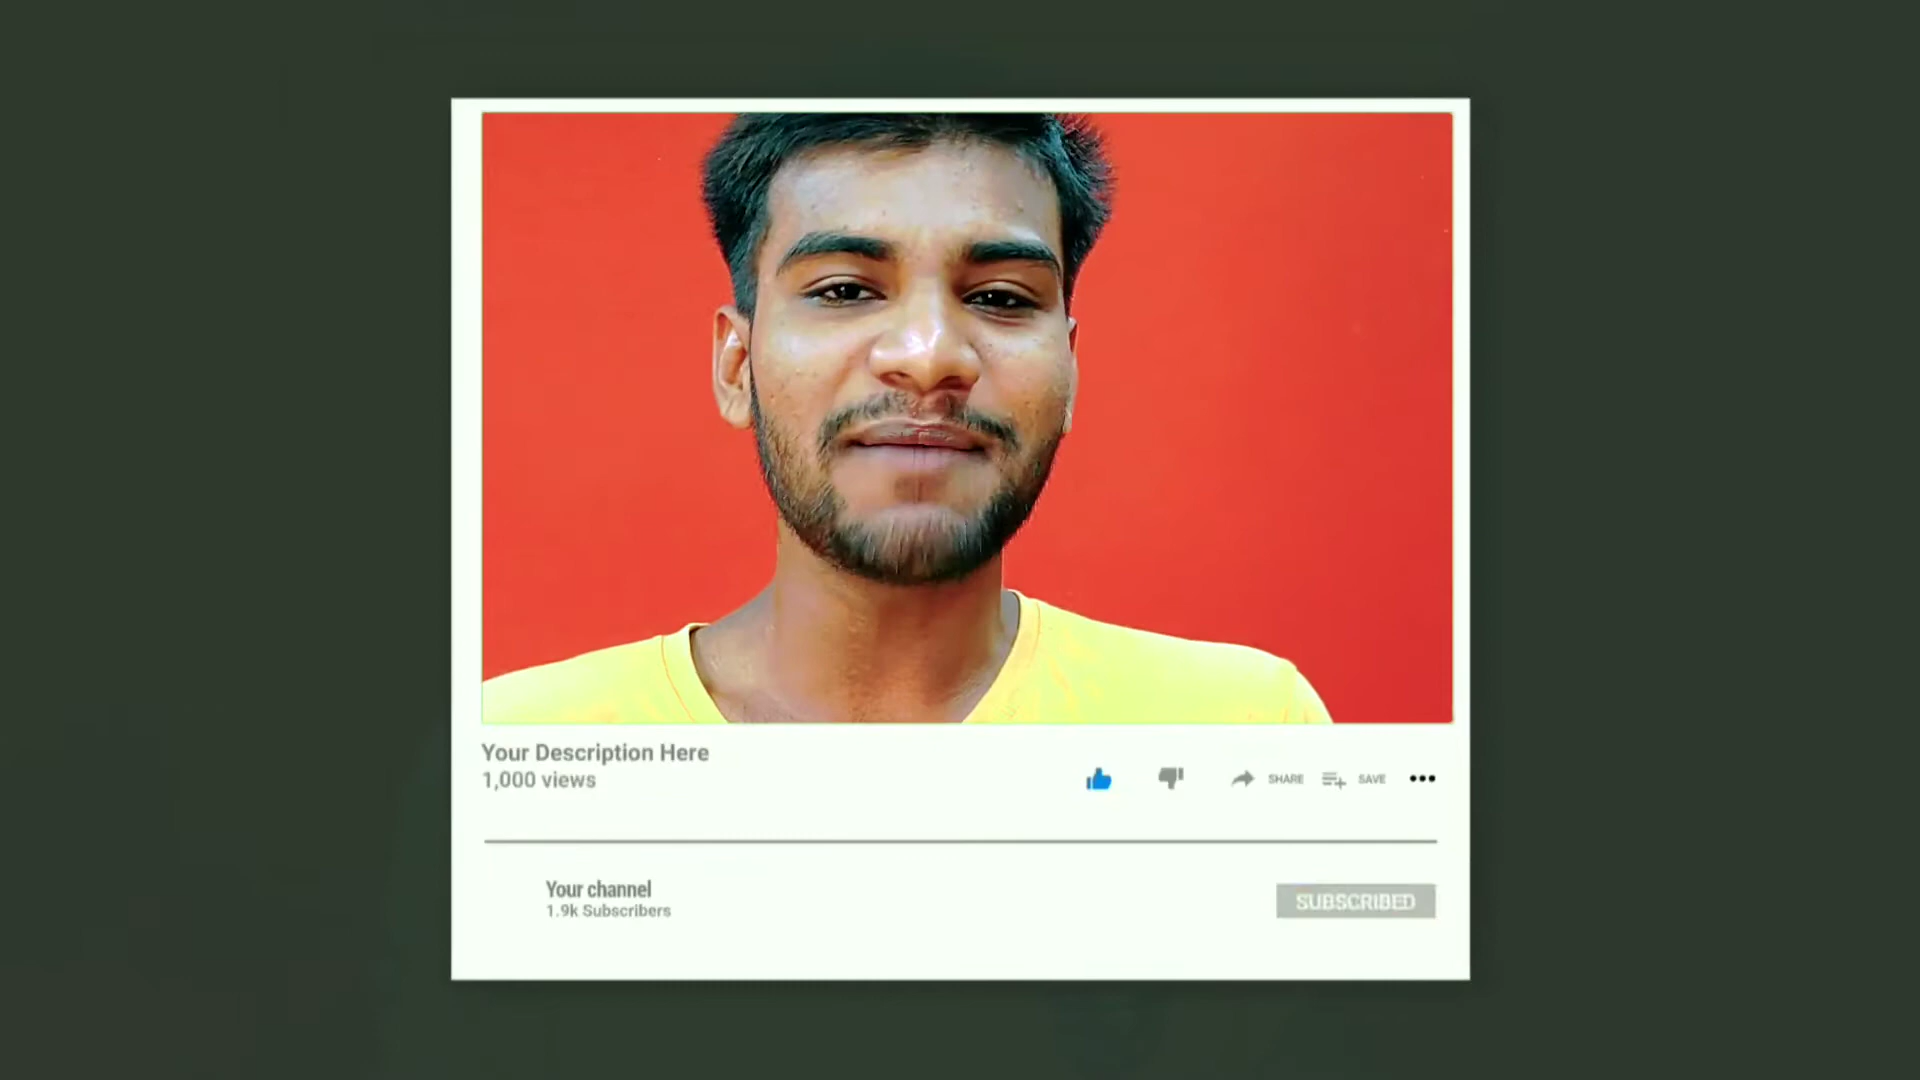 Your Description Here
1,000 views
SHARE
SAVE
Your channel
1.9k Subscribers
SUBSCRIBED